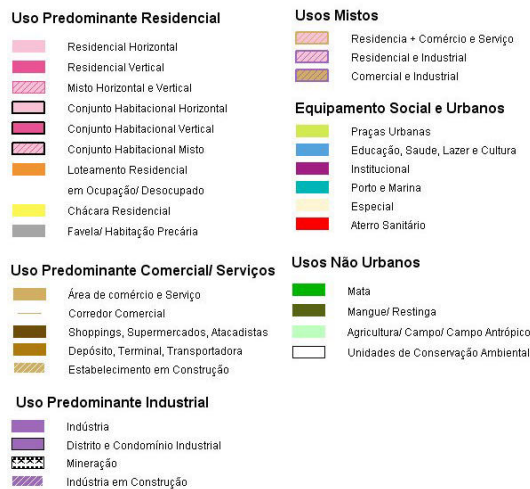 Uso Predominante Residencial
Residencial Horizontal
Residencial Vertical
Misto Horizontal e Vertical
Conjunto Habitacional Horizontal
Conjunto Habitacional Vertical
Conjunto Habitacional Misto
Loteamento Residencial
em Ocupação/ Desocupado
Chácara Residencial
Favela/ Habitação Precária
Uso Predominante Comercial/ Serviços
Área de comércio e Serviço
Corredor Comercial
Shoppings, Supermercados, Atacadistas
Depósito, Terminal, Transportadora
Estabelecimento em Construção
Uso Predominante Industrial
Indústria
Distrito e Condomínio Industrial
Mineração
Indústria em Construção
Usos Mistos
Residencia + Comércio e Serviço
Residencial e Industrial
Comercial e Industrial
Equipamento Social e Urbanos
Praças Urbanas
Educação, Saude, Lazer e Cultura
Institucional
Porto e Marina
Especial
Aterro Sanitário
Usos Não Urbanos
Mata
Mangue/ Restinga
Agricultura/ Campo/ Campo Antrópico
Unidades de Conservação Ambiental